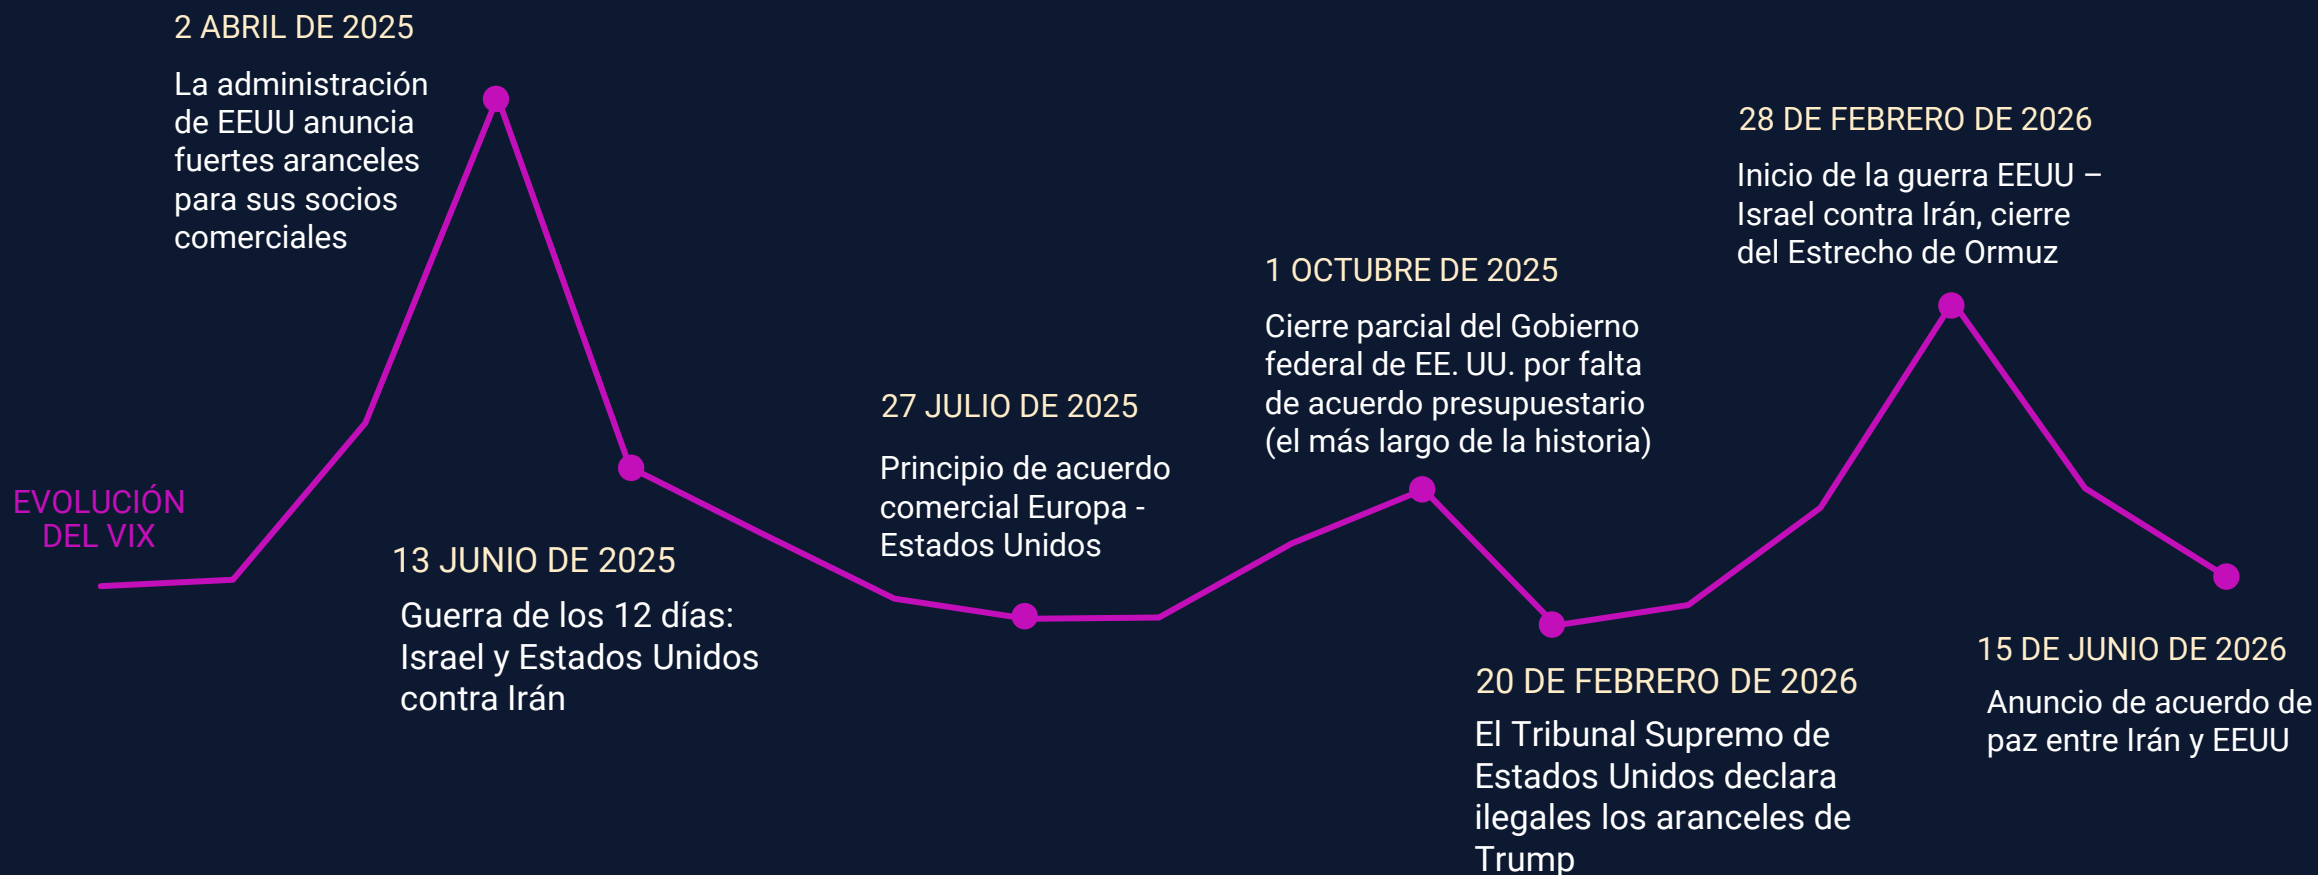 2 ABRIL DE 2025
La administración
de EEUU anuncia
fuertes aranceles
para sus socios
comerciales
EVOLUCIÓN
DEL VIX
13 JUNIO DE 2025
Guerra de los 12 días:
Israel y Estados Unidos
contra Irán
27 JULIO DE 2025
Principio de acuerdo
comercial Europa -
Estados Unidos
1 OCTUBRE DE 2025
Cierre parcial del Gobierno
federal de EE. UU. por falta
de acuerdo presupuestario
(el más largo de la historia)
20 DE FEBRERO DE 2026
El Tribunal Supremo de
Estados Unidos declara
ilegales los aranceles de
Trump
28 DE FEBRERO DE 2026
Inicio de la guerra EEUU –
Israel contra Irán, cierre
del Estrecho de Ormuz
15 DE JUNIO DE 2026
Anuncio de acuerdo de
paz entre Irán y EEUU